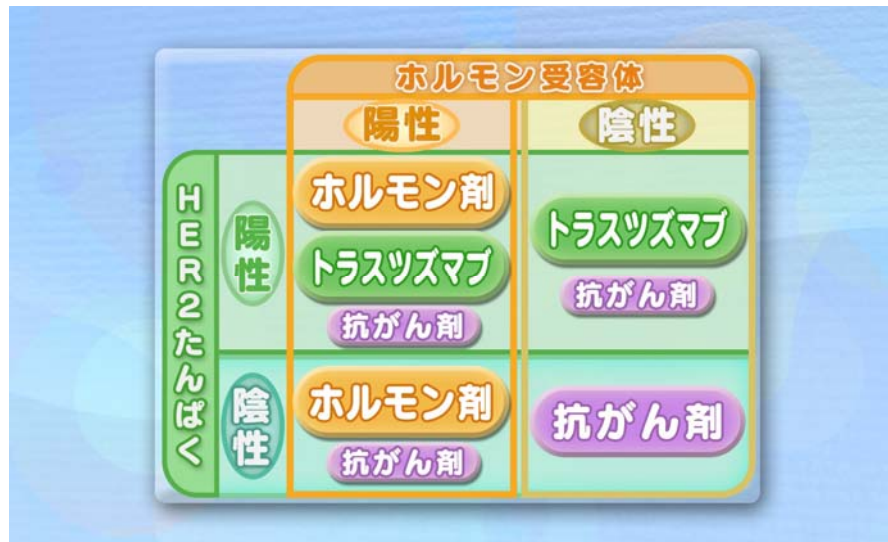 ホルモン受容体
陽性
陰性
HER2たんぱく
陽性
ホルモン剤
トラスツズマブ
抗がん剤
トラスツズマブ
抗がん剤
陰性
ホルモン剤
抗がん剤
抗がん剤